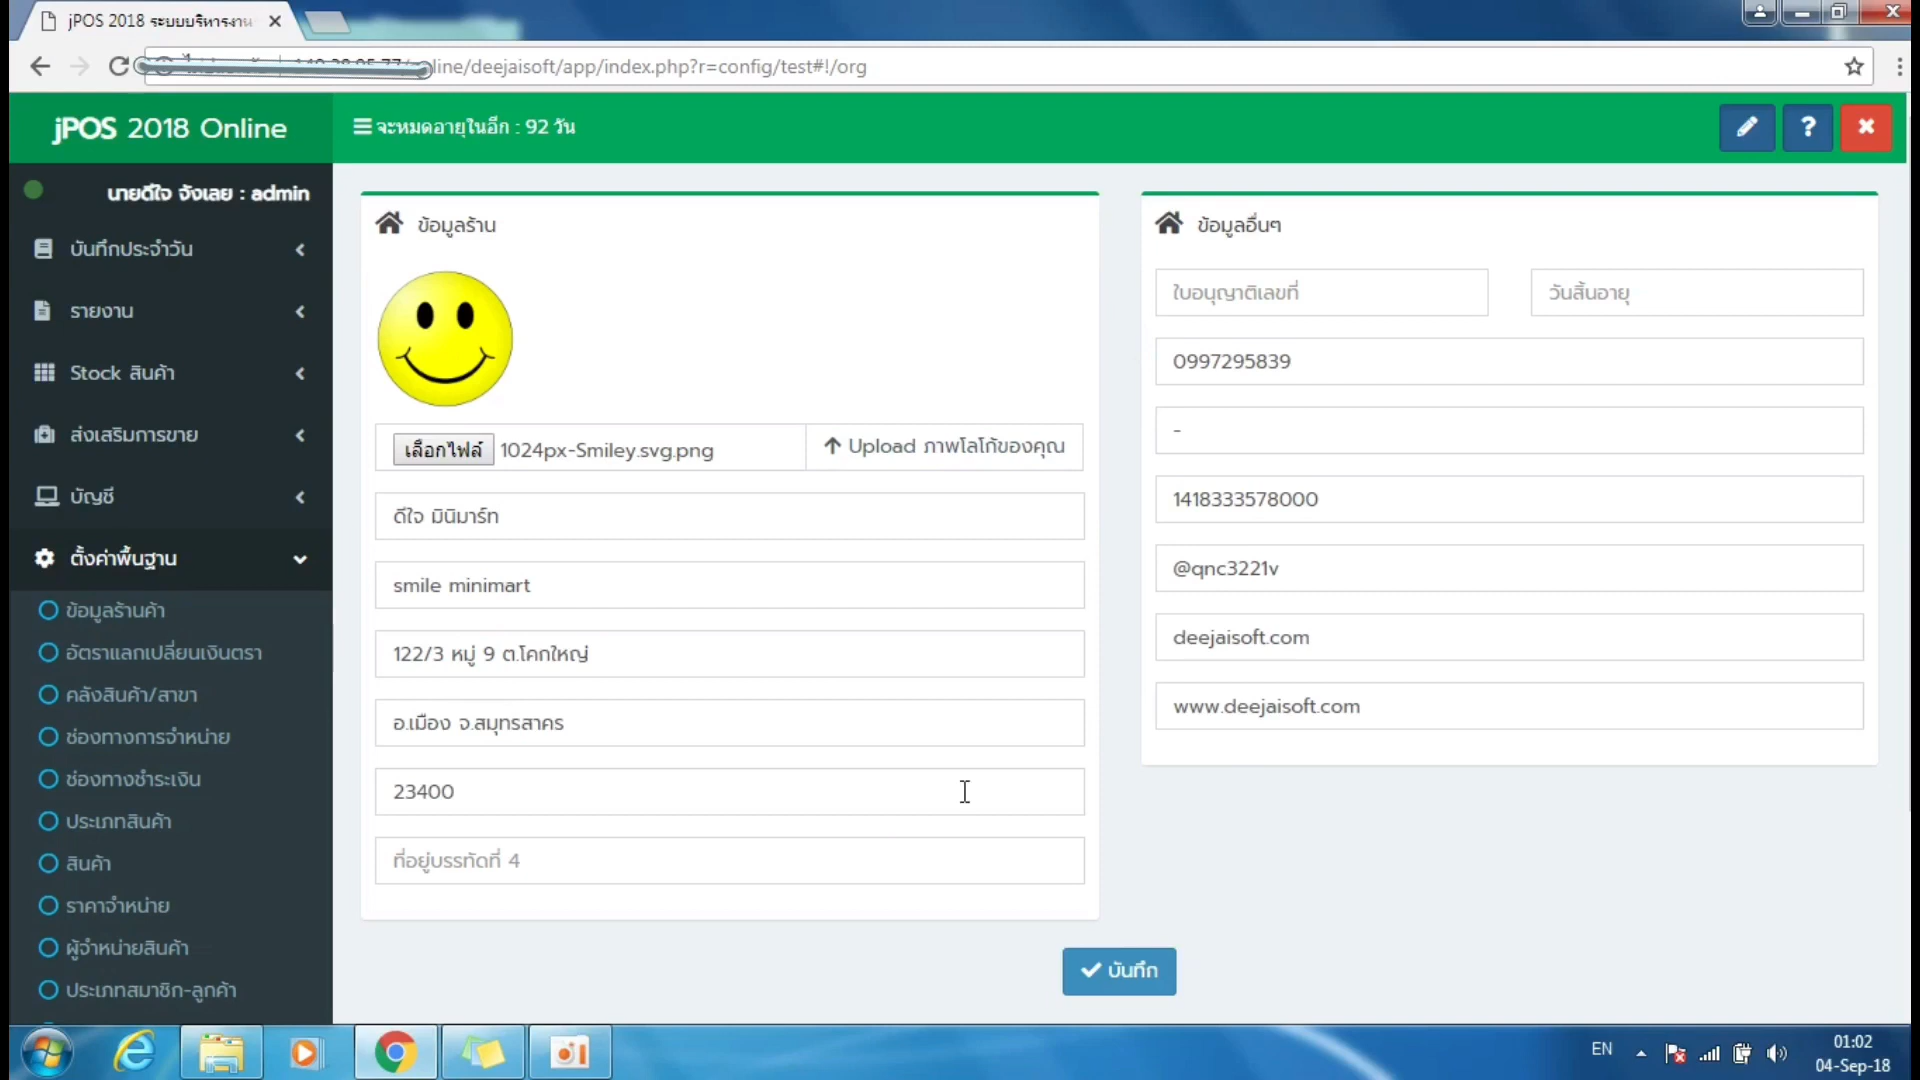 jPOS 2018 ระบบบริหารงาน
line/deejaisoft/app/index.php?r=config/test#!/org
jPOS 2018 Online
จะหมดอายุในอีก : 92 วัน
?
นายดีใจ จังเลย : admin
บันทึกประจำวัน
รายงาน
Stock สินค้า
ส่งเสริมการขาย
บัญชี
ตั้งค่าพื้นฐาน
ข้อมูลร้านค้า
อัตราแลกเปลี่ยนเงินตรา
คลังสินค้า/สาขา
ช่องทางการจำหน่าย
ช่องทางชำระเงิน
ประเภทสินค้า
สินค้า
ราคาจำหน่าย
ผู้จำหน่ายสินค้า
ประเภทสมาชิก-ลูกค้า
ข้อมูลร้าน
เลือกไฟล์ 1024px-Smiley.svg.png
Upload ภาพโลโก้ของคุณ
ดีใจ มินิมาร์ท
smile minimart
122/3 หมู่ 9 ต.โคกใหญ่
อ.เมือง จ.สมุทรสาคร
23400
ที่อยู่บรรทัดที่ 4
ข้อมูลอื่นๆ
ใบอนุญาติเลขที่
วันสิ้นอายุ
0997295839
-
1418333578000
@qnc3221v
deejaisoft.com
www.deejaisoft.com
บันทึก
EN
01:02
04-Sep-18